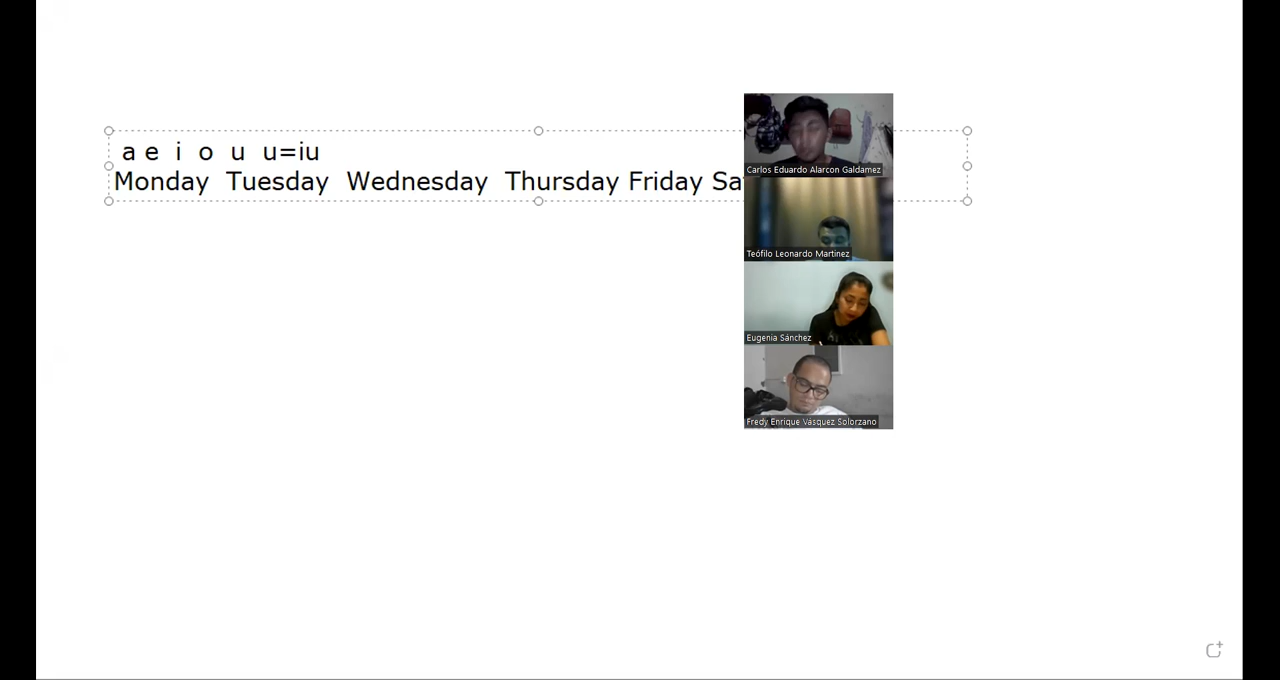 a e i o u u=iu
Monday Tuesday Wednesday Thursday Friday Sa
Carlos Eduardo Alarcon Galdamez
Teófilo Leonardo Martinez
Eugenia Sánchez
Fredy Enrique Vásquez Solorzano